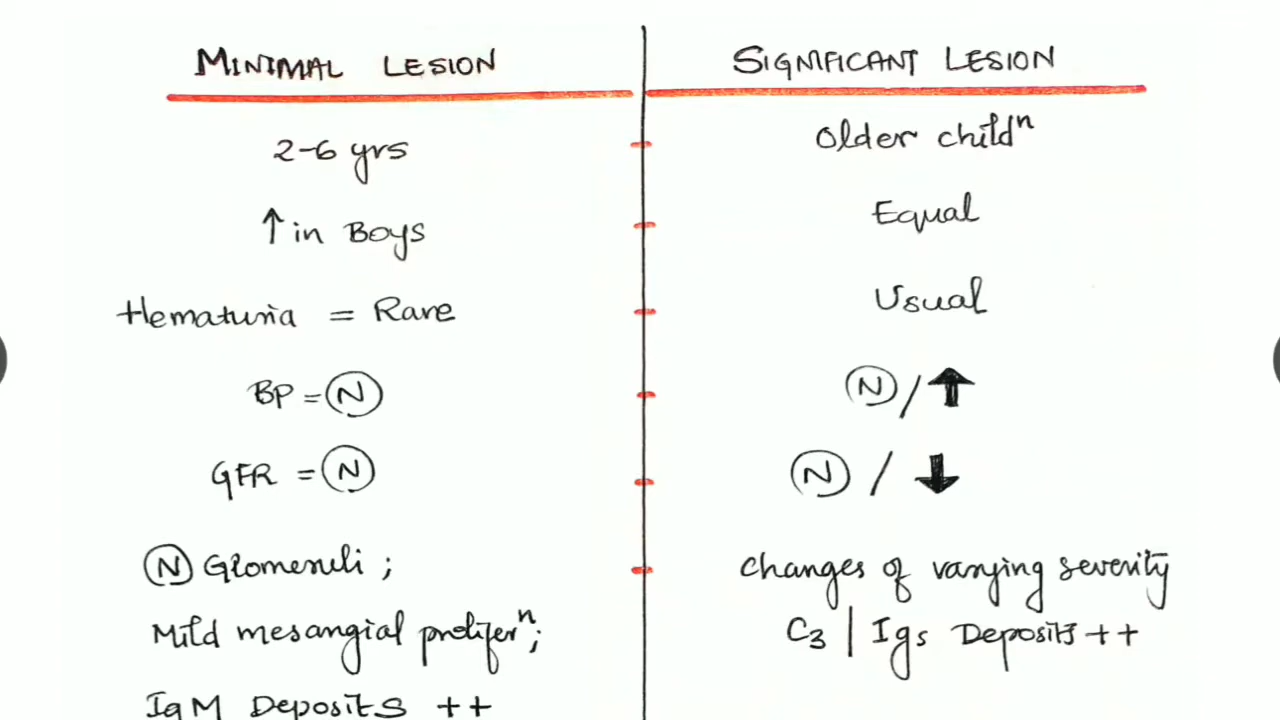 MINIMAL LESION
SIGNIFICANT LESION
2-6 yrs
Older childⁿ
↑ in Boys
Equal
Hematuria = Rare
Usual
BP = N
N / ↑
GFR = N
N / ↓
N Glomeruli ;
changes of varying severity
Mild mesangial proliferⁿ;
C3 | Igs Deposits ++
IgM Deposits ++